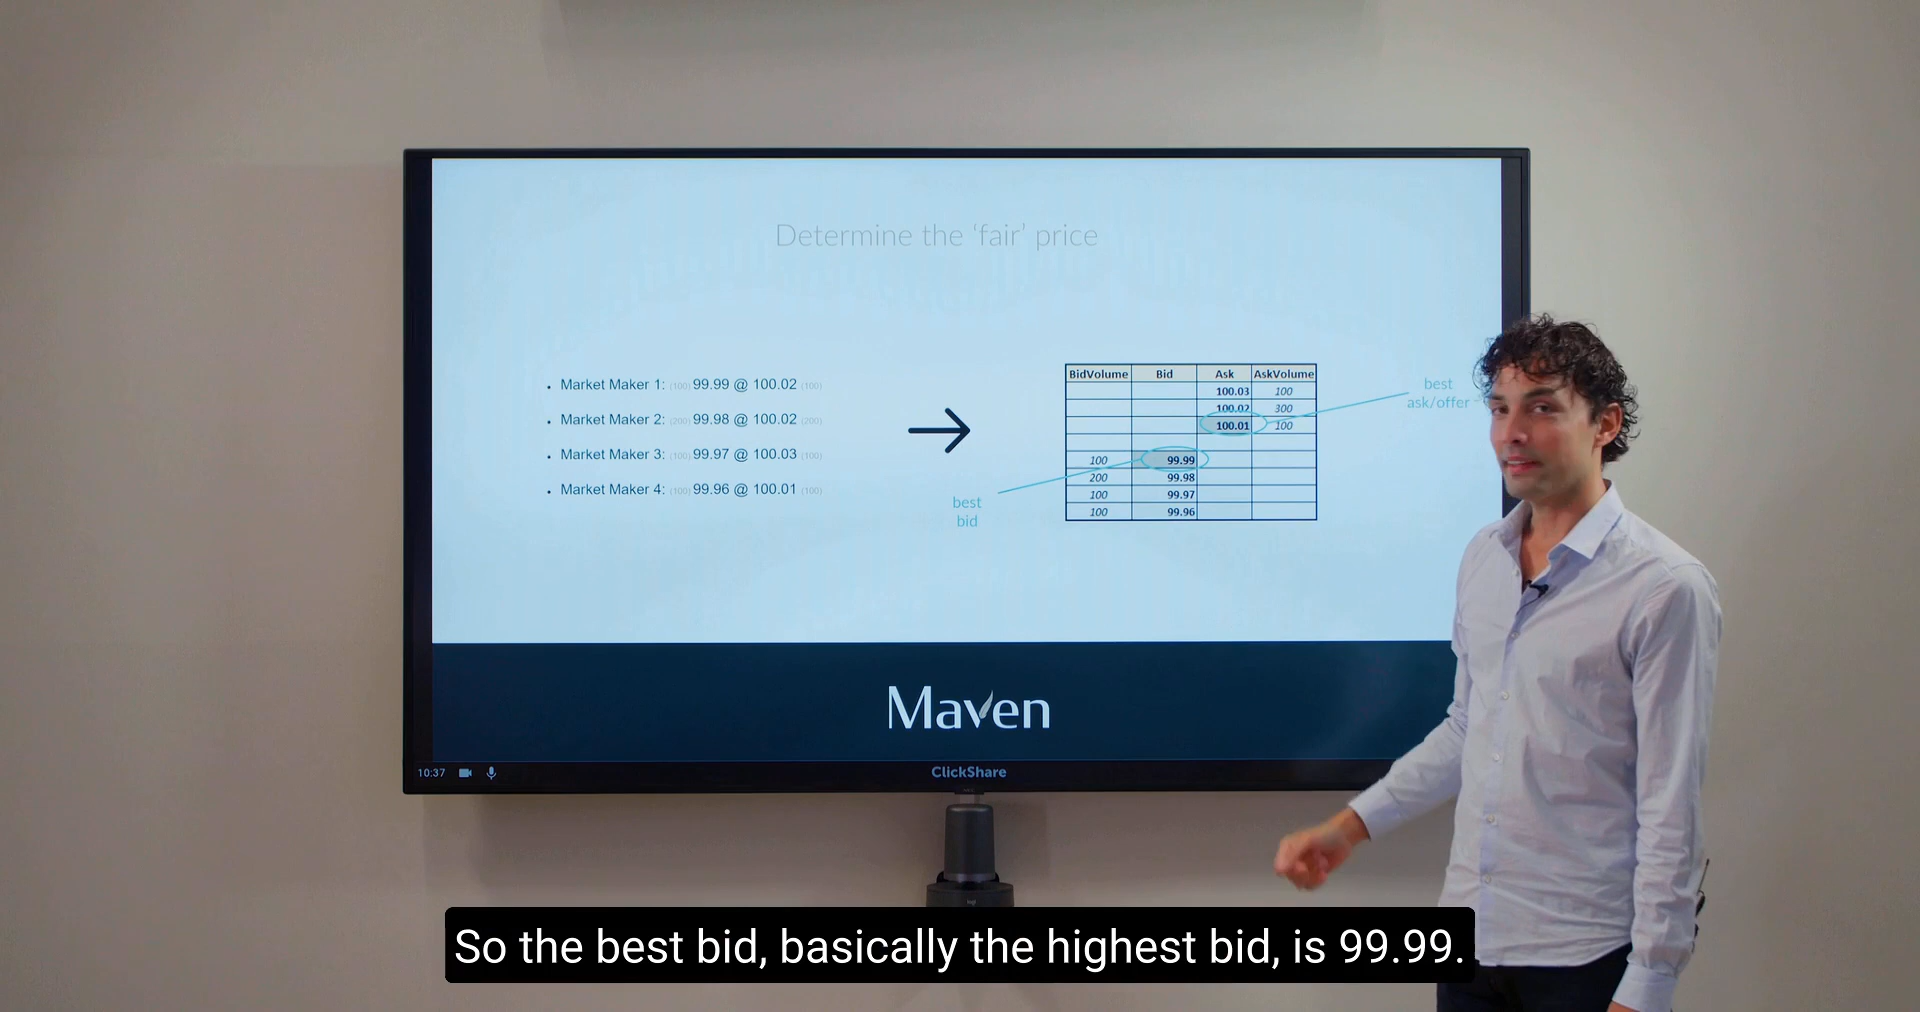 Determine the ‘fair’ price
• Market Maker 1: (100) 99.99 @ 100.02 (100)
• Market Maker 2: (200) 99.98 @ 100.02 (200)
• Market Maker 3: (100) 99.97 @ 100.03 (100)
• Market Maker 4: (100) 99.96 @ 100.01 (100)
BidVolume Bid Ask AskVolume
100.03 100
100.02 300
100.01 100
100 99.99
200 99.98
100 99.97
100 99.96
best
ask/offer
best
bid
Maven
10:37
ClickShare
So the best bid, basically the highest bid, is 99.99.